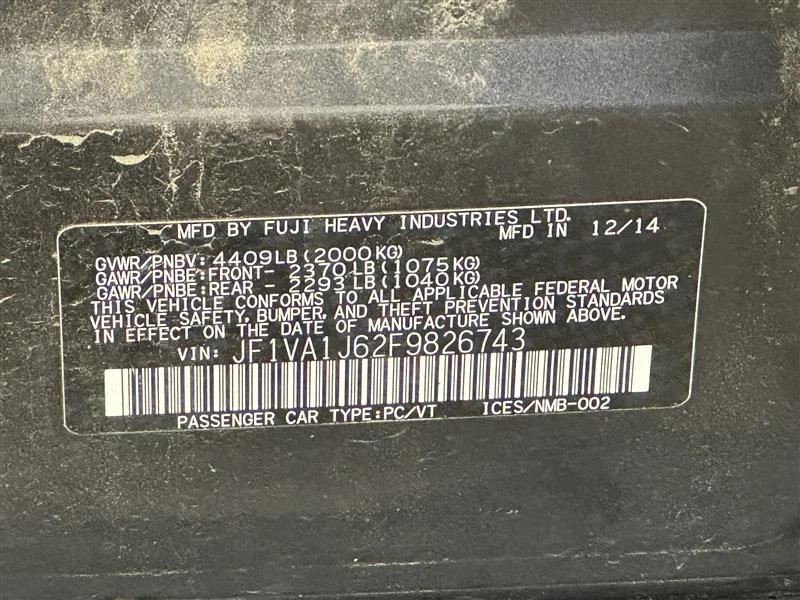 MFD BY FUJI HEAVY INDUSTRIES LTD.
MFD IN 12/14
GVWR/PNBV: 4409LB(2000KG)
GAWR/PNBE:FRONT- 2370LB(1075KG)
GAWR/PNBE:REAR - 2293LB(1040KG)
THIS VEHICLE CONFORMS TO ALL APPLICABLE FEDERAL MOTOR
VEHICLE SAFETY, BUMPER, AND THEFT PREVENTION STANDARDS
IN EFFECT ON THE DATE OF MANUFACTURE SHOWN ABOVE.
VIN: JF1VA1J62F9826743
PASSENGER CAR TYPE:PC/VT ICES/NMB-002